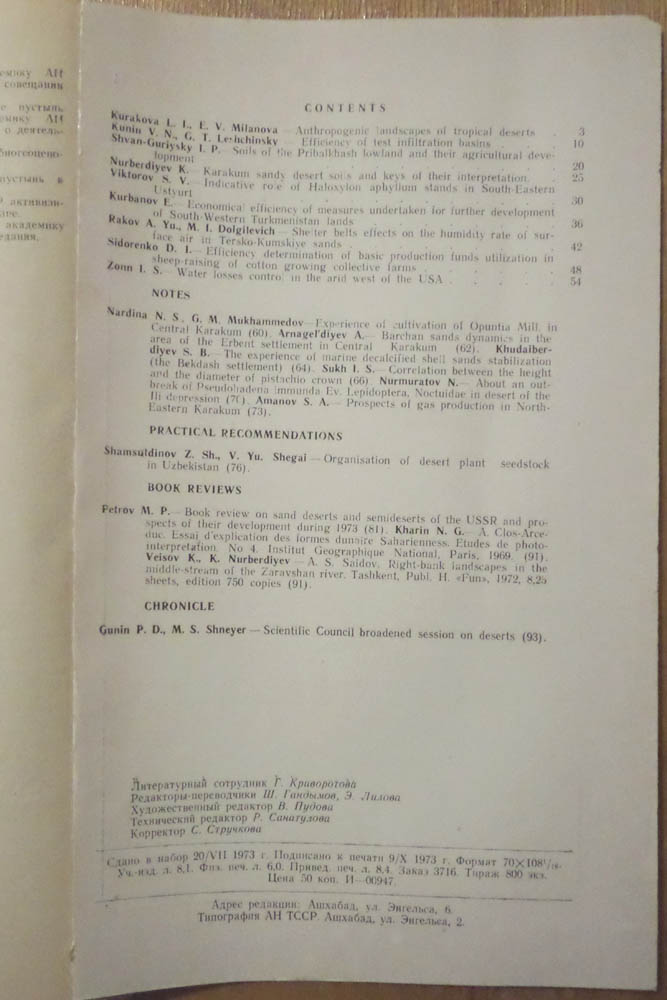 емику АН
совещании
е пустынь,
емику АН
о деятель-
биогеоцено-
пустынь в
О активизи-
академику
едания.
CONTENTS
Kurakova L. I., E. V. Milanova — Anthropogenic landscapes of tropical deserts . 3
Kunin V. N., G. T. Leshchinsky — Efficiency of test infiltration basins . . . 10
Shvan-Guriysky I. P. Soils of the Pribalkhash lowland and their agricultural deve-
lopment . . . 20
Nurberdiyev K. — Karakum sandy desert soils and keys of their interpretation. 25
Viktorov S. V. — Indicative role of Haloxylon aphyllum stands in South-Eastern
Ustyurt . . . 30
Kurbanov E. — Economical efficiency of measures undertaken for further development
of South-Western Turkmenistan lands . . . 36
Rakov A. Yu., M. I. Dolgilevich — Shelter belts effects on the humidity rate of sur-
face air in Tersko-Kumskiye sands . . . 42
Sidorenko D. I. — Efficiency determination of basic production funds utilization in
sheep-raising of cotton growing collective farms . . . 48
Zonn I. S. — Water losses control in the arid west of the USA . . . 54
NOTES
Nardina N. S., G. M. Mukhammedov — Experience of cultivation of Opuntia Mill. in
Central Karakum (60). Arnagel'diyev A. — Barchan sands dynamics in the
area of the Erbent settlement in Central Karakum (62). Khudaiber-
diyev S. B. — The experience of marine decalcified shell sands stabilization
(the Bekdash settlement) (64). Sukh I. S. — Correlation between the height
and the diameter of pistachio crown (66). Nurmuratov N. — About an out-
break of Pseudohadena immunda Ev. Lepidoptera, Noctuidae in desert of the
Ili depression (70). Amanov S. A. — Prospects of gas production in North-
Eastern Karakum (73).
PRACTICAL RECOMMENDATIONS
Shamsutdinov Z. Sh., V. Yu. Shegai — Organisation of desert plant seedstock
in Uzbekistan (76).
BOOK REVIEWS
Petrov M. P. — Book review on sand deserts and semideserts of the USSR and pro-
spects of their development during 1973 (81). Kharin N. G. — A. Clos-Arce-
duc. Essai d'explication des formes dunaire Sahariennes. Etudes de photo-
interpretation. No 4. Institut Geographique National, Paris, 1969. (91).
Veisov K., K. Nurberdiyev — A. S. Saidov. Right-bank landscapes in the
middle-stream of the Zaravshan river. Tashkent, Publ. H. «Fun», 1972, 8,25
sheets, edition 750 copies (91).
CHRONICLE
Gunin P. D., M. S. Shneyer — Scientific Council broadened session on deserts (93).
Литературный сотрудник Г. Криворотова
Редакторы-переводчики Ш. Гандымов, Э. Лилова
Художественный редактор В. Пудова
Технический редактор Р. Санатулова
Корректор С. Стручкова
Сдано в набор 20/VII 1973 г. Подписано к печати 9/X 1973 г. Формат 70×108¹/₁₆.
Уч.-изд. л. 8,1. Физ. печ. л. 6,0. Привед. печ. л. 8,4. Заказ 3716. Тираж 800 экз.
Цена 50 коп. И—00947.
Адрес редакции: Ашхабад, ул. Энгельса, 6.
Типография АН ТССР. Ашхабад, ул. Энгельса, 2.